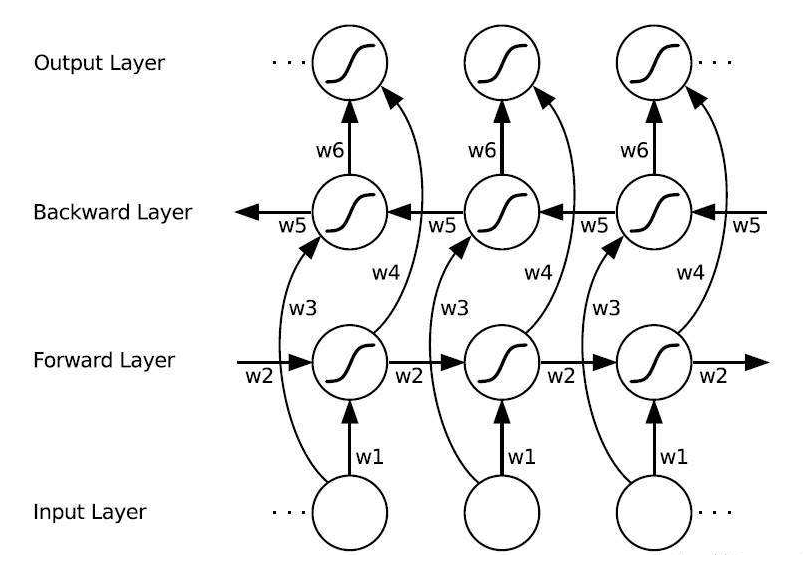 Output Layer
. . .
. . .
w6
w6
w6
Backward Layer
w5
w5
w5
w5
w4
w4
w4
w3
w3
w3
Forward Layer
w2
w2
w2
w2
w1
w1
w1
Input Layer
. . .
. . .